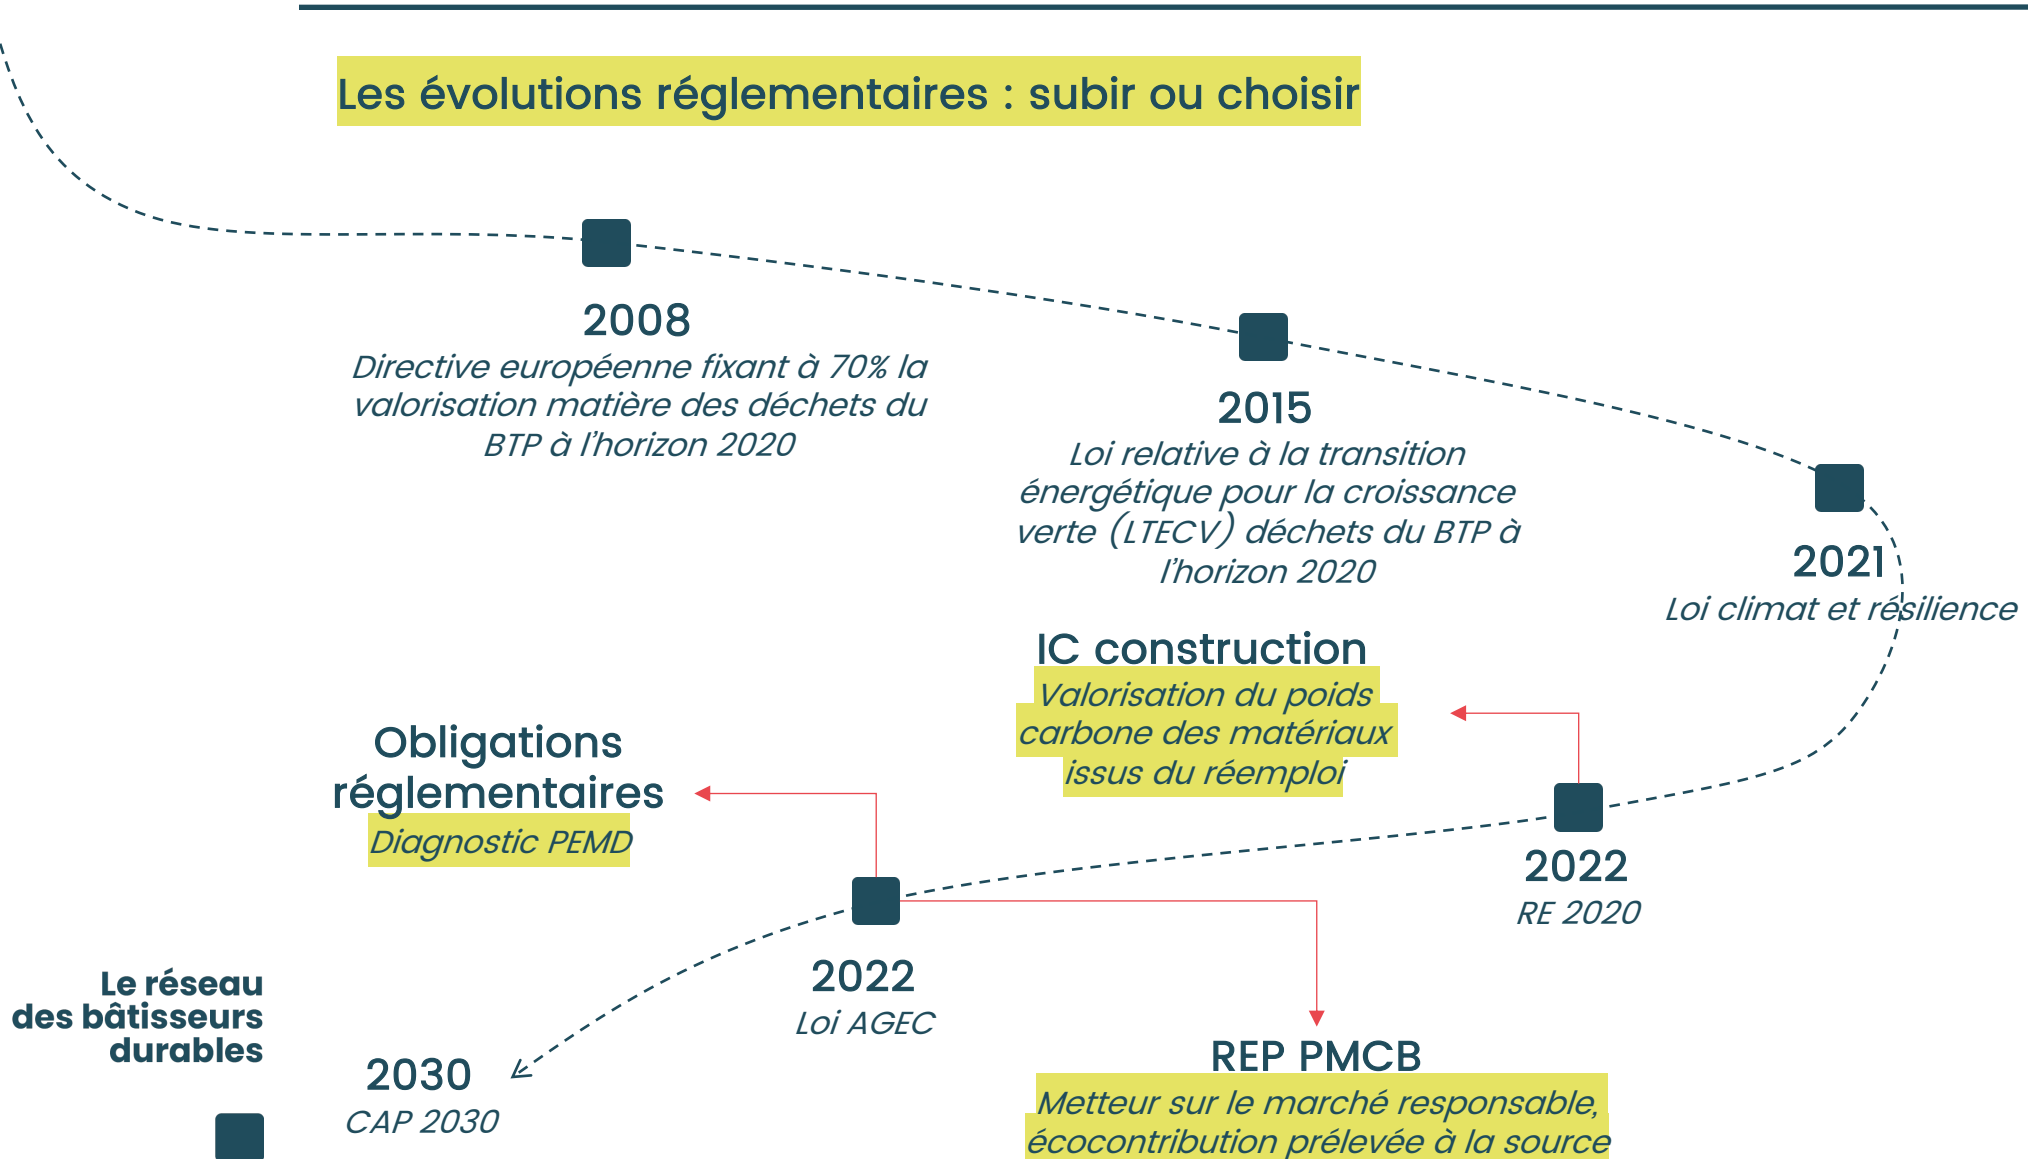 Les évolutions réglementaires : subir ou choisir
2008
Directive européenne fixant à 70% la
valorisation matière des déchets du
BTP à l’horizon 2020
2015
Loi relative à la transition
énergétique pour la croissance
verte (LTECV) déchets du BTP à
l’horizon 2020
2021
Loi climat et résilience
IC construction
Valorisation du poids
carbone des matériaux
issus du réemploi
2022
RE 2020
Obligations
réglementaires
Diagnostic PEMD
2022
Loi AGEC
REP PMCB
Metteur sur le marché responsable,
écocontribution prélevée à la source
2030
CAP 2030
Le réseau
des bâtisseurs
durables